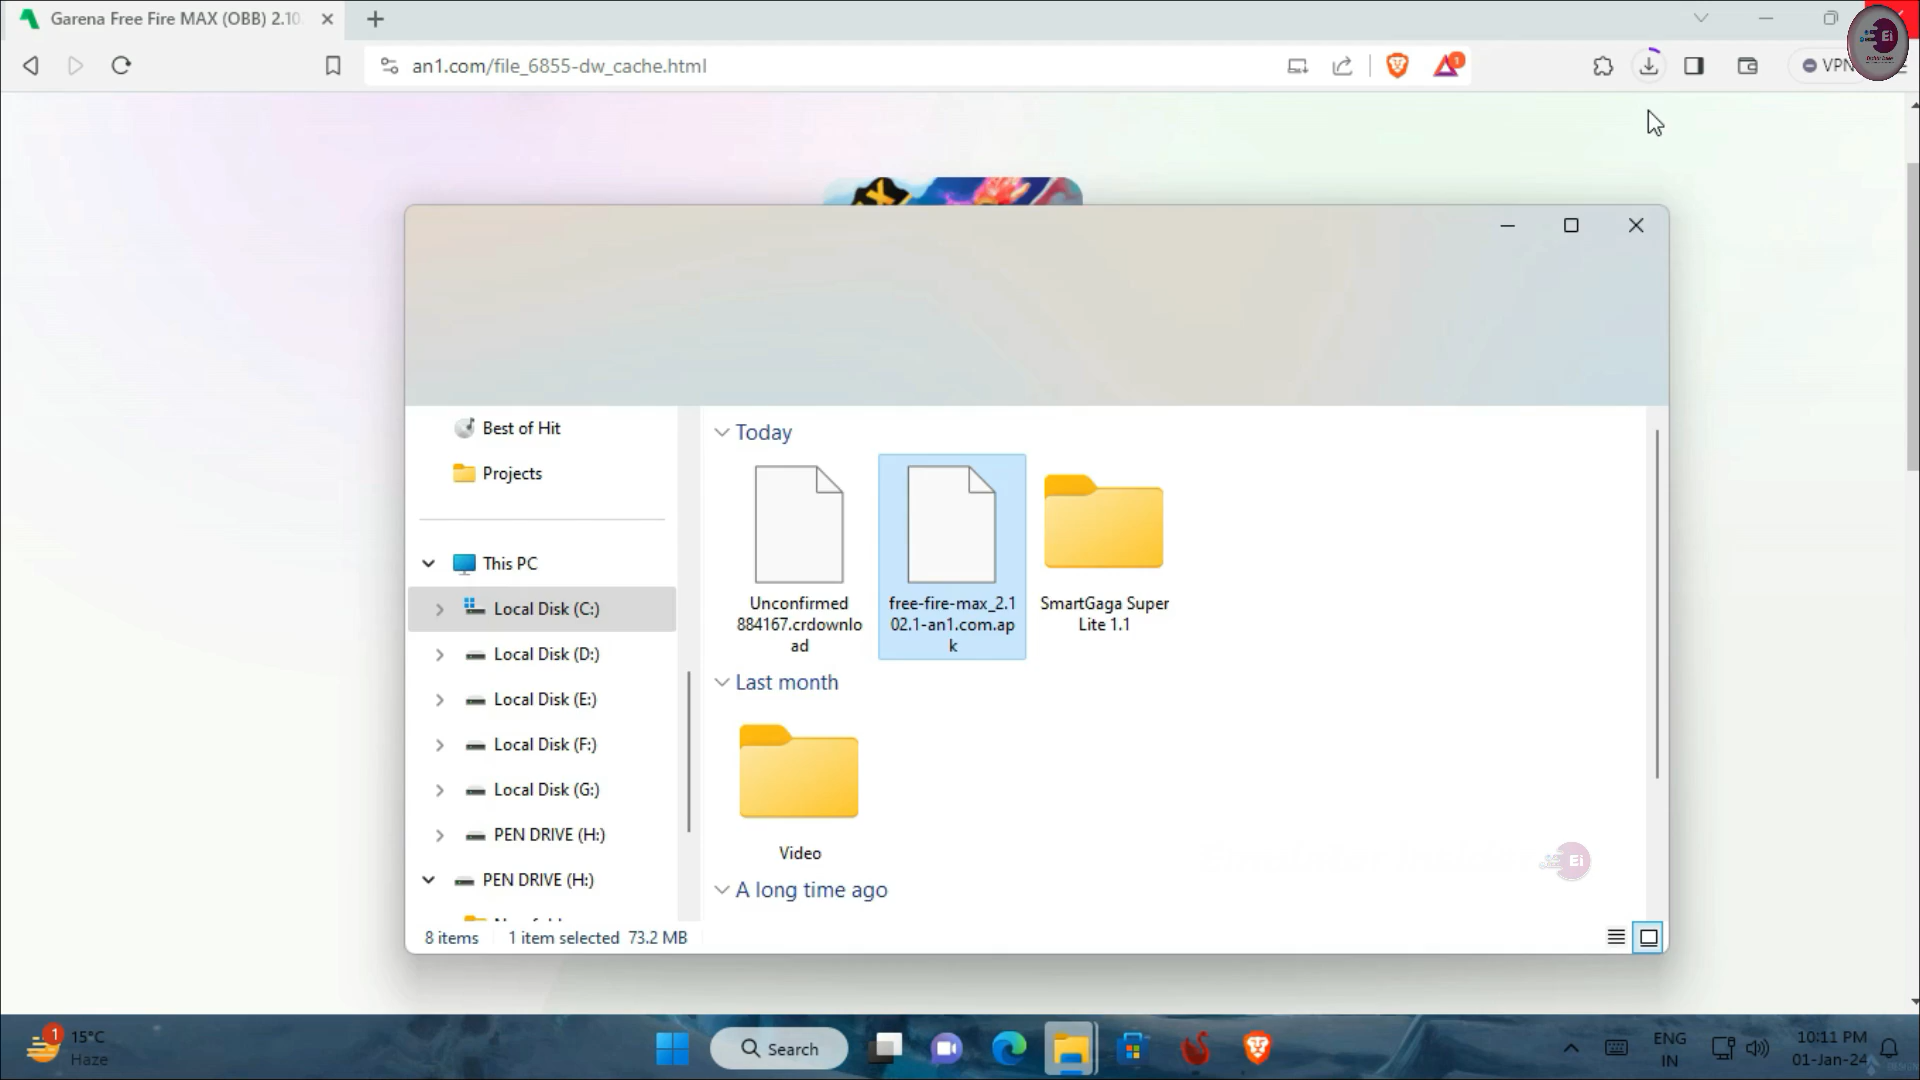 Garena Free Fire MAX (OBB) 2.10
an1.com/file_6855-dw_cache.html
1
VPN
Ei
Best of Hit
Projects
This PC
Local Disk (C:)
Local Disk (D:)
Local Disk (E:)
Local Disk (F:)
Local Disk (G:)
PEN DRIVE (H:)
PEN DRIVE (H:)
Today
Unconfirmed
884167.crdownlo
ad
free-fire-max_2.1
02.1-an1.com.ap
k
SmartGaga Super
Lite 1.1
Last month
Video
Ei
A long time ago
8 items
1 item selected 73.2 MB
1
15°C
Haze
Search
ENG
IN
10:11 PM
01-Jan-24